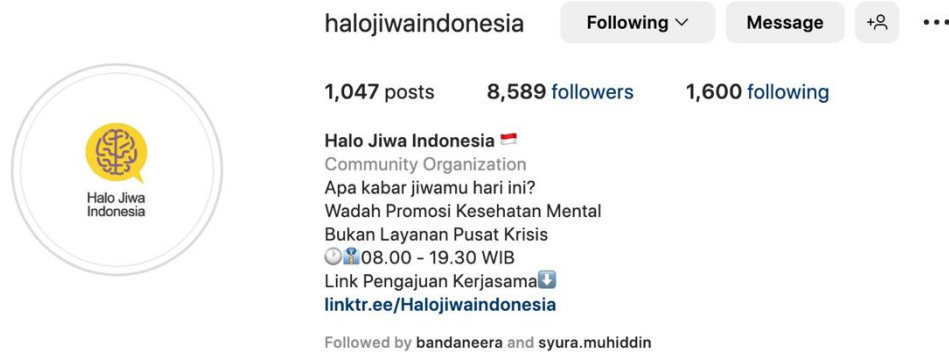 halojiwaindonesia Following Message
1,047 posts 8,589 followers 1,600 following
Halo Jiwa
Indonesia
Halo Jiwa Indonesia 🇮🇩
Community Organization
Apa kabar jiwamu hari ini?
Wadah Promosi Kesehatan Mental
Bukan Layanan Pusat Krisis
🕐👔08.00 - 19.30 WIB
Link Pengajuan Kerjasama⬇️
linktr.ee/Halojiwaindonesia
Followed by bandaneera and syura.muhiddin